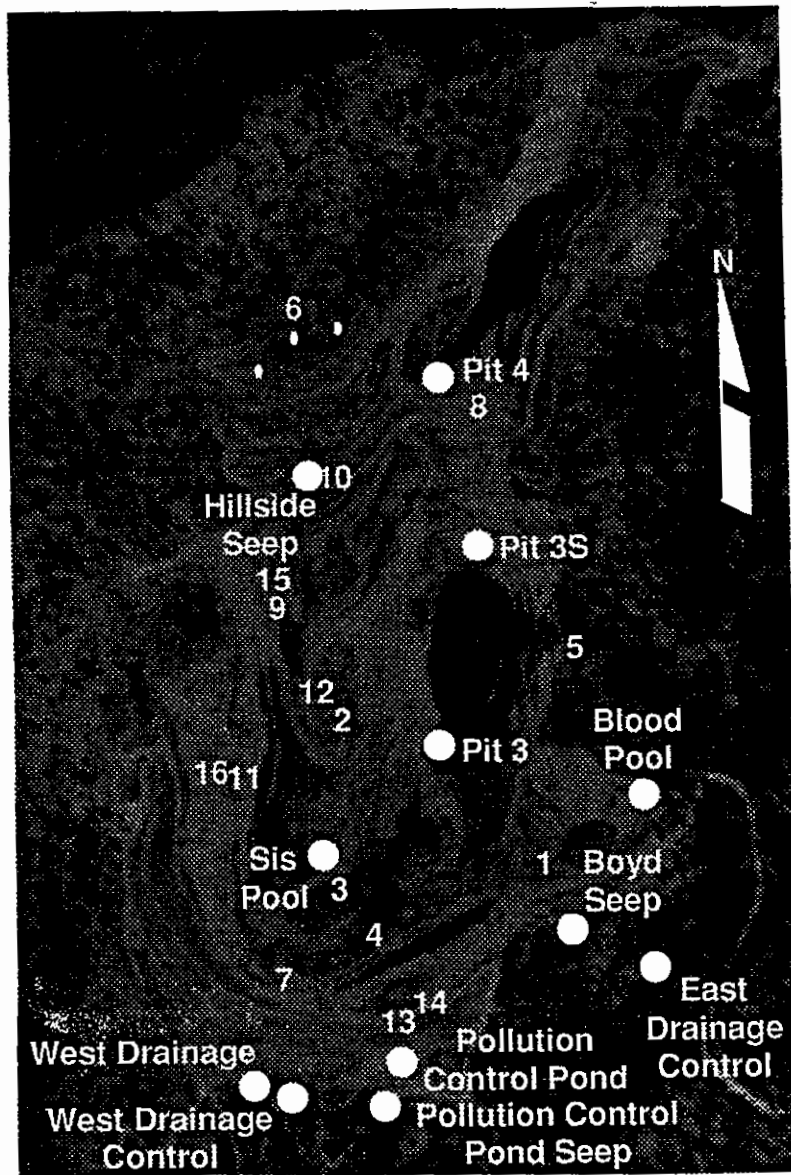 N
6
Pit 4
8
10
Hillside
Seep
Pit 3S
15
9
5
12
2
Blood
Pool
Pit 3
16 11
Sis
Pool
3
1
Boyd
Seep
4
7
14
13
East
Drainage
Control
West Drainage
Pollution
Control Pond
West Drainage
Control
Pollution Control
Pond Seep